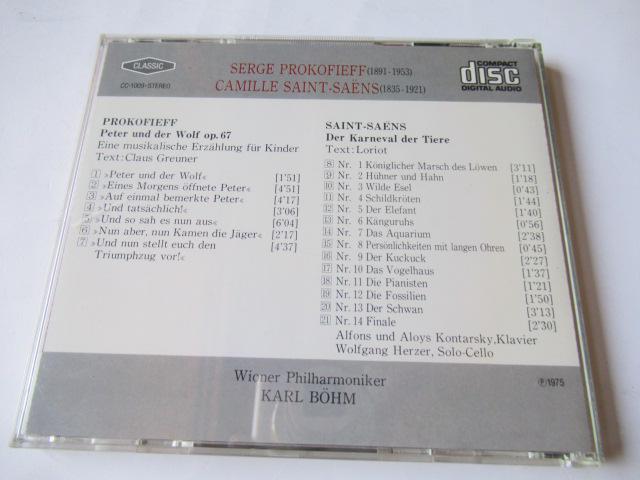 CLASSIC
CC-1009-STEREO
SERGE PROKOFIEFF(1891-1953)
CAMILLE SAINT-SAËNS(1835-1921)
COMPACT
disc
DIGITAL AUDIO
PROKOFIEFF
Peter und der Wolf op.67
Eine musikalische Erzählung für Kinder
Text:Claus Greuner
1 »Peter und der Wolf« [1'51]
2 »Eines Morgens öffnete Peter« [4'51]
3 »Auf einmal bemerkte Peter« [4'17]
4 »Und tatsächlich!« [3'06]
5 »Und so sah es nun aus« [6'04]
6 »Nun aber, nun Kamen die Jäger« [2'17]
7 »Und nun stellt euch den [4'37]
Triumphzug vor!«
SAINT-SAËNS
Der Karneval der Tiere
Text:Loriot
8 Nr. 1 Königlicher Marsch des Löwen [3'11]
9 Nr. 2 Hühner und Hahn [1'18]
10 Nr. 3 Wilde Esel [0'43]
11 Nr. 4 Schildkröten [1'44]
12 Nr. 5 Der Elefant [1'40]
13 Nr. 6 Känguruhs [0'56]
14 Nr. 7 Das Aquarium [2'38]
15 Nr. 8 Persönlichkeiten mit langen Ohren [0'45]
16 Nr. 9 Der Kuckuck [2'27]
17 Nr. 10 Das Vogelhaus [1'37]
18 Nr. 11 Die Pianisten [1'21]
19 Nr. 12 Die Fossilien [1'50]
20 Nr. 13 Der Schwan [3'13]
21 Nr. 14 Finale [2'30]
Alfons und Aloys Kontarsky,Klavier
Wolfgang Herzer, Solo-Cello
Wiener Philharmoniker
KARL BÖHM
Ⓟ1975